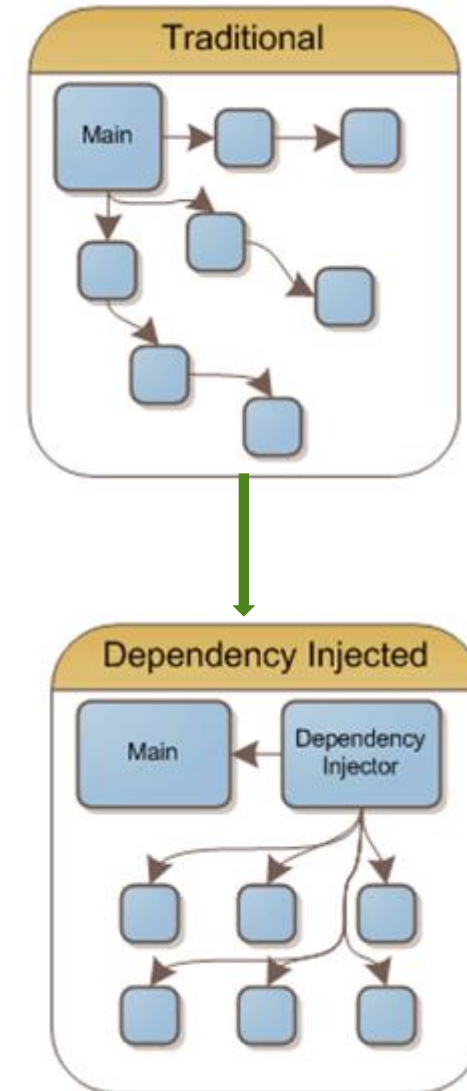 Traditional
Main
Dependency Injected
Main
Dependency
Injector